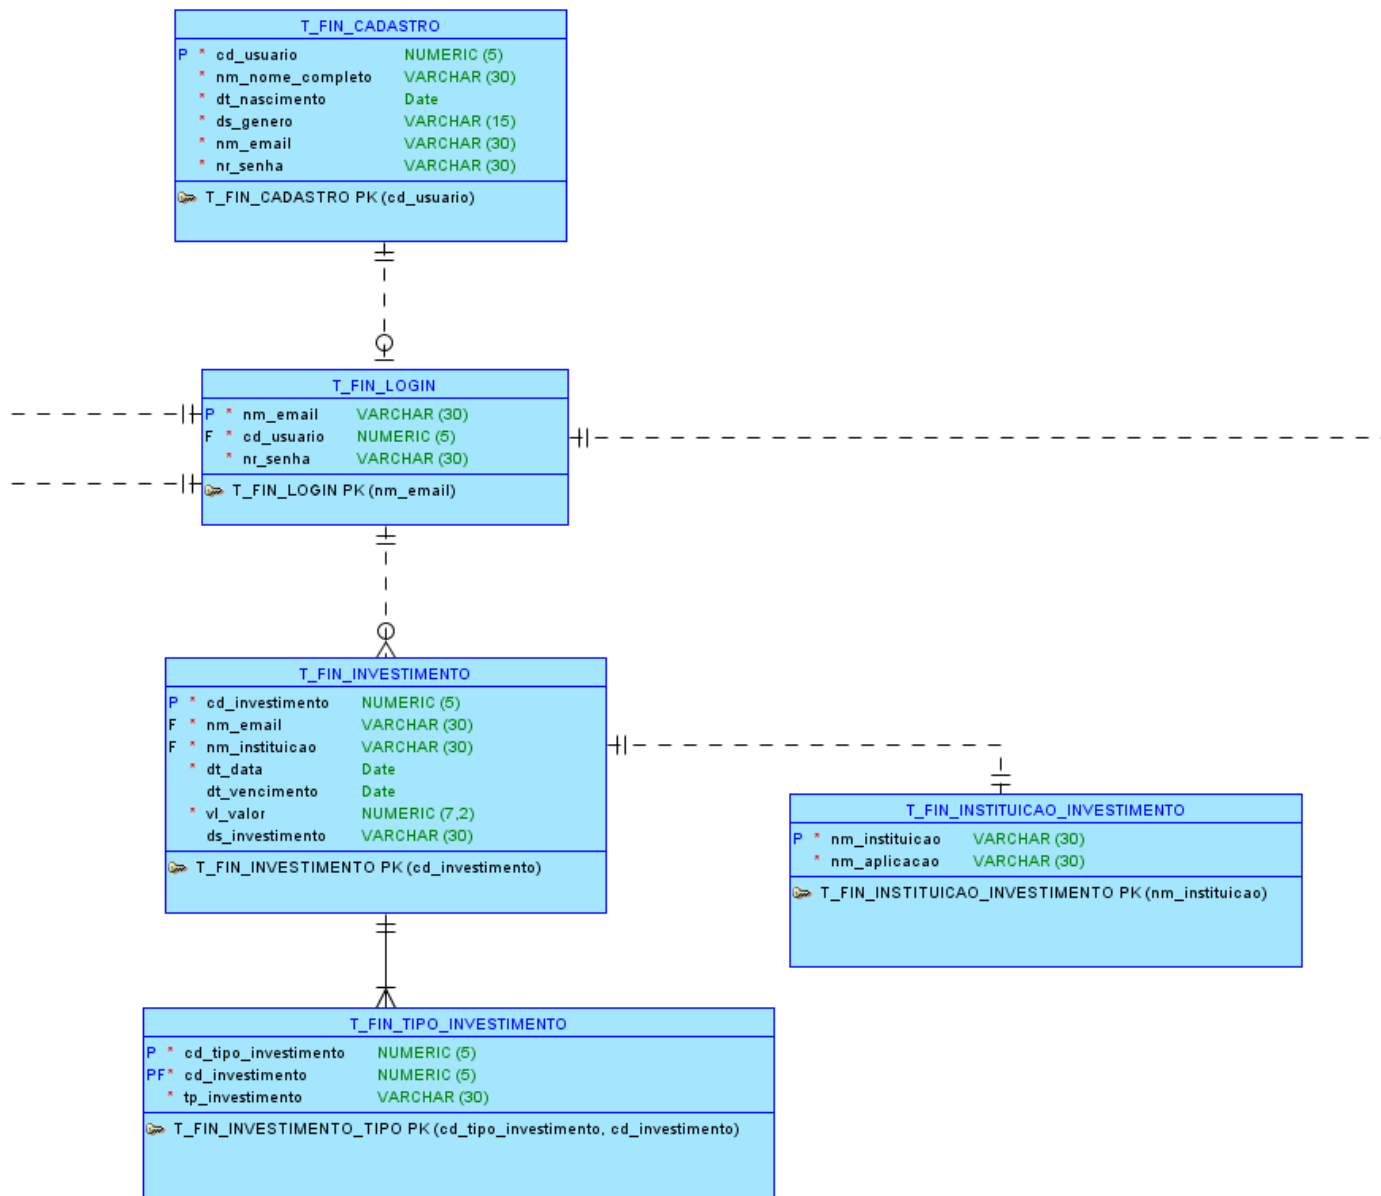 T_FIN_CADASTRO
P * cd_usuario NUMERIC (5)
* nm_nome_completo VARCHAR (30)
* dt_nascimento Date
* ds_genero VARCHAR (15)
* nm_email VARCHAR (30)
* nr_senha VARCHAR (30)
T_FIN_CADASTRO PK (cd_usuario)
T_FIN_LOGIN
P * nm_email VARCHAR (30)
F * cd_usuario NUMERIC (5)
* nr_senha VARCHAR (30)
T_FIN_LOGIN PK (nm_email)
T_FIN_INVESTIMENTO
P * cd_investimento NUMERIC (5)
F * nm_email VARCHAR (30)
F * nm_instituicao VARCHAR (30)
* dt_data Date
dt_vencimento Date
* vl_valor NUMERIC (7,2)
ds_investimento VARCHAR (30)
T_FIN_INVESTIMENTO PK (cd_investimento)
T_FIN_INSTITUICAO_INVESTIMENTO
P * nm_instituicao VARCHAR (30)
* nm_aplicacao VARCHAR (30)
T_FIN_INSTITUICAO_INVESTIMENTO PK (nm_instituicao)
T_FIN_TIPO_INVESTIMENTO
P * cd_tipo_investimento NUMERIC (5)
PF* cd_investimento NUMERIC (5)
* tp_investimento VARCHAR (30)
T_FIN_INVESTIMENTO_TIPO PK (cd_tipo_investimento, cd_investimento)